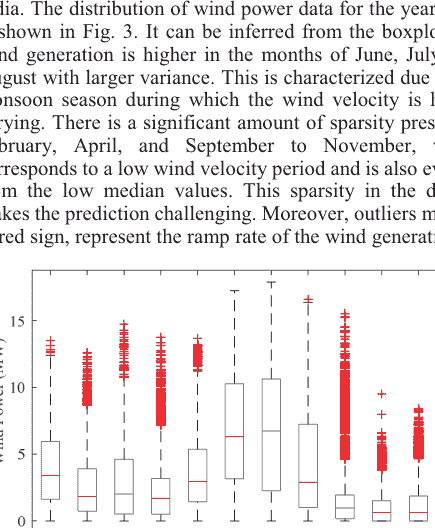 dia. The distribution of wind power data for the year
shown in Fig. 3. It can be inferred from the boxplo
nd generation is higher in the months of June, July
ugust with larger variance. This is characterized due
onsoon season during which the wind velocity is h
rying. There is a significant amount of sparsity pres
bruary, April, and September to November,
rresponds to a low wind velocity period and is also ev
om the low median values. This sparsity in the d
akes the prediction challenging. Moreover, outliers m
red sign, represent the ramp rate of the wind generati
15
10
5
0
Wind Power (MW)